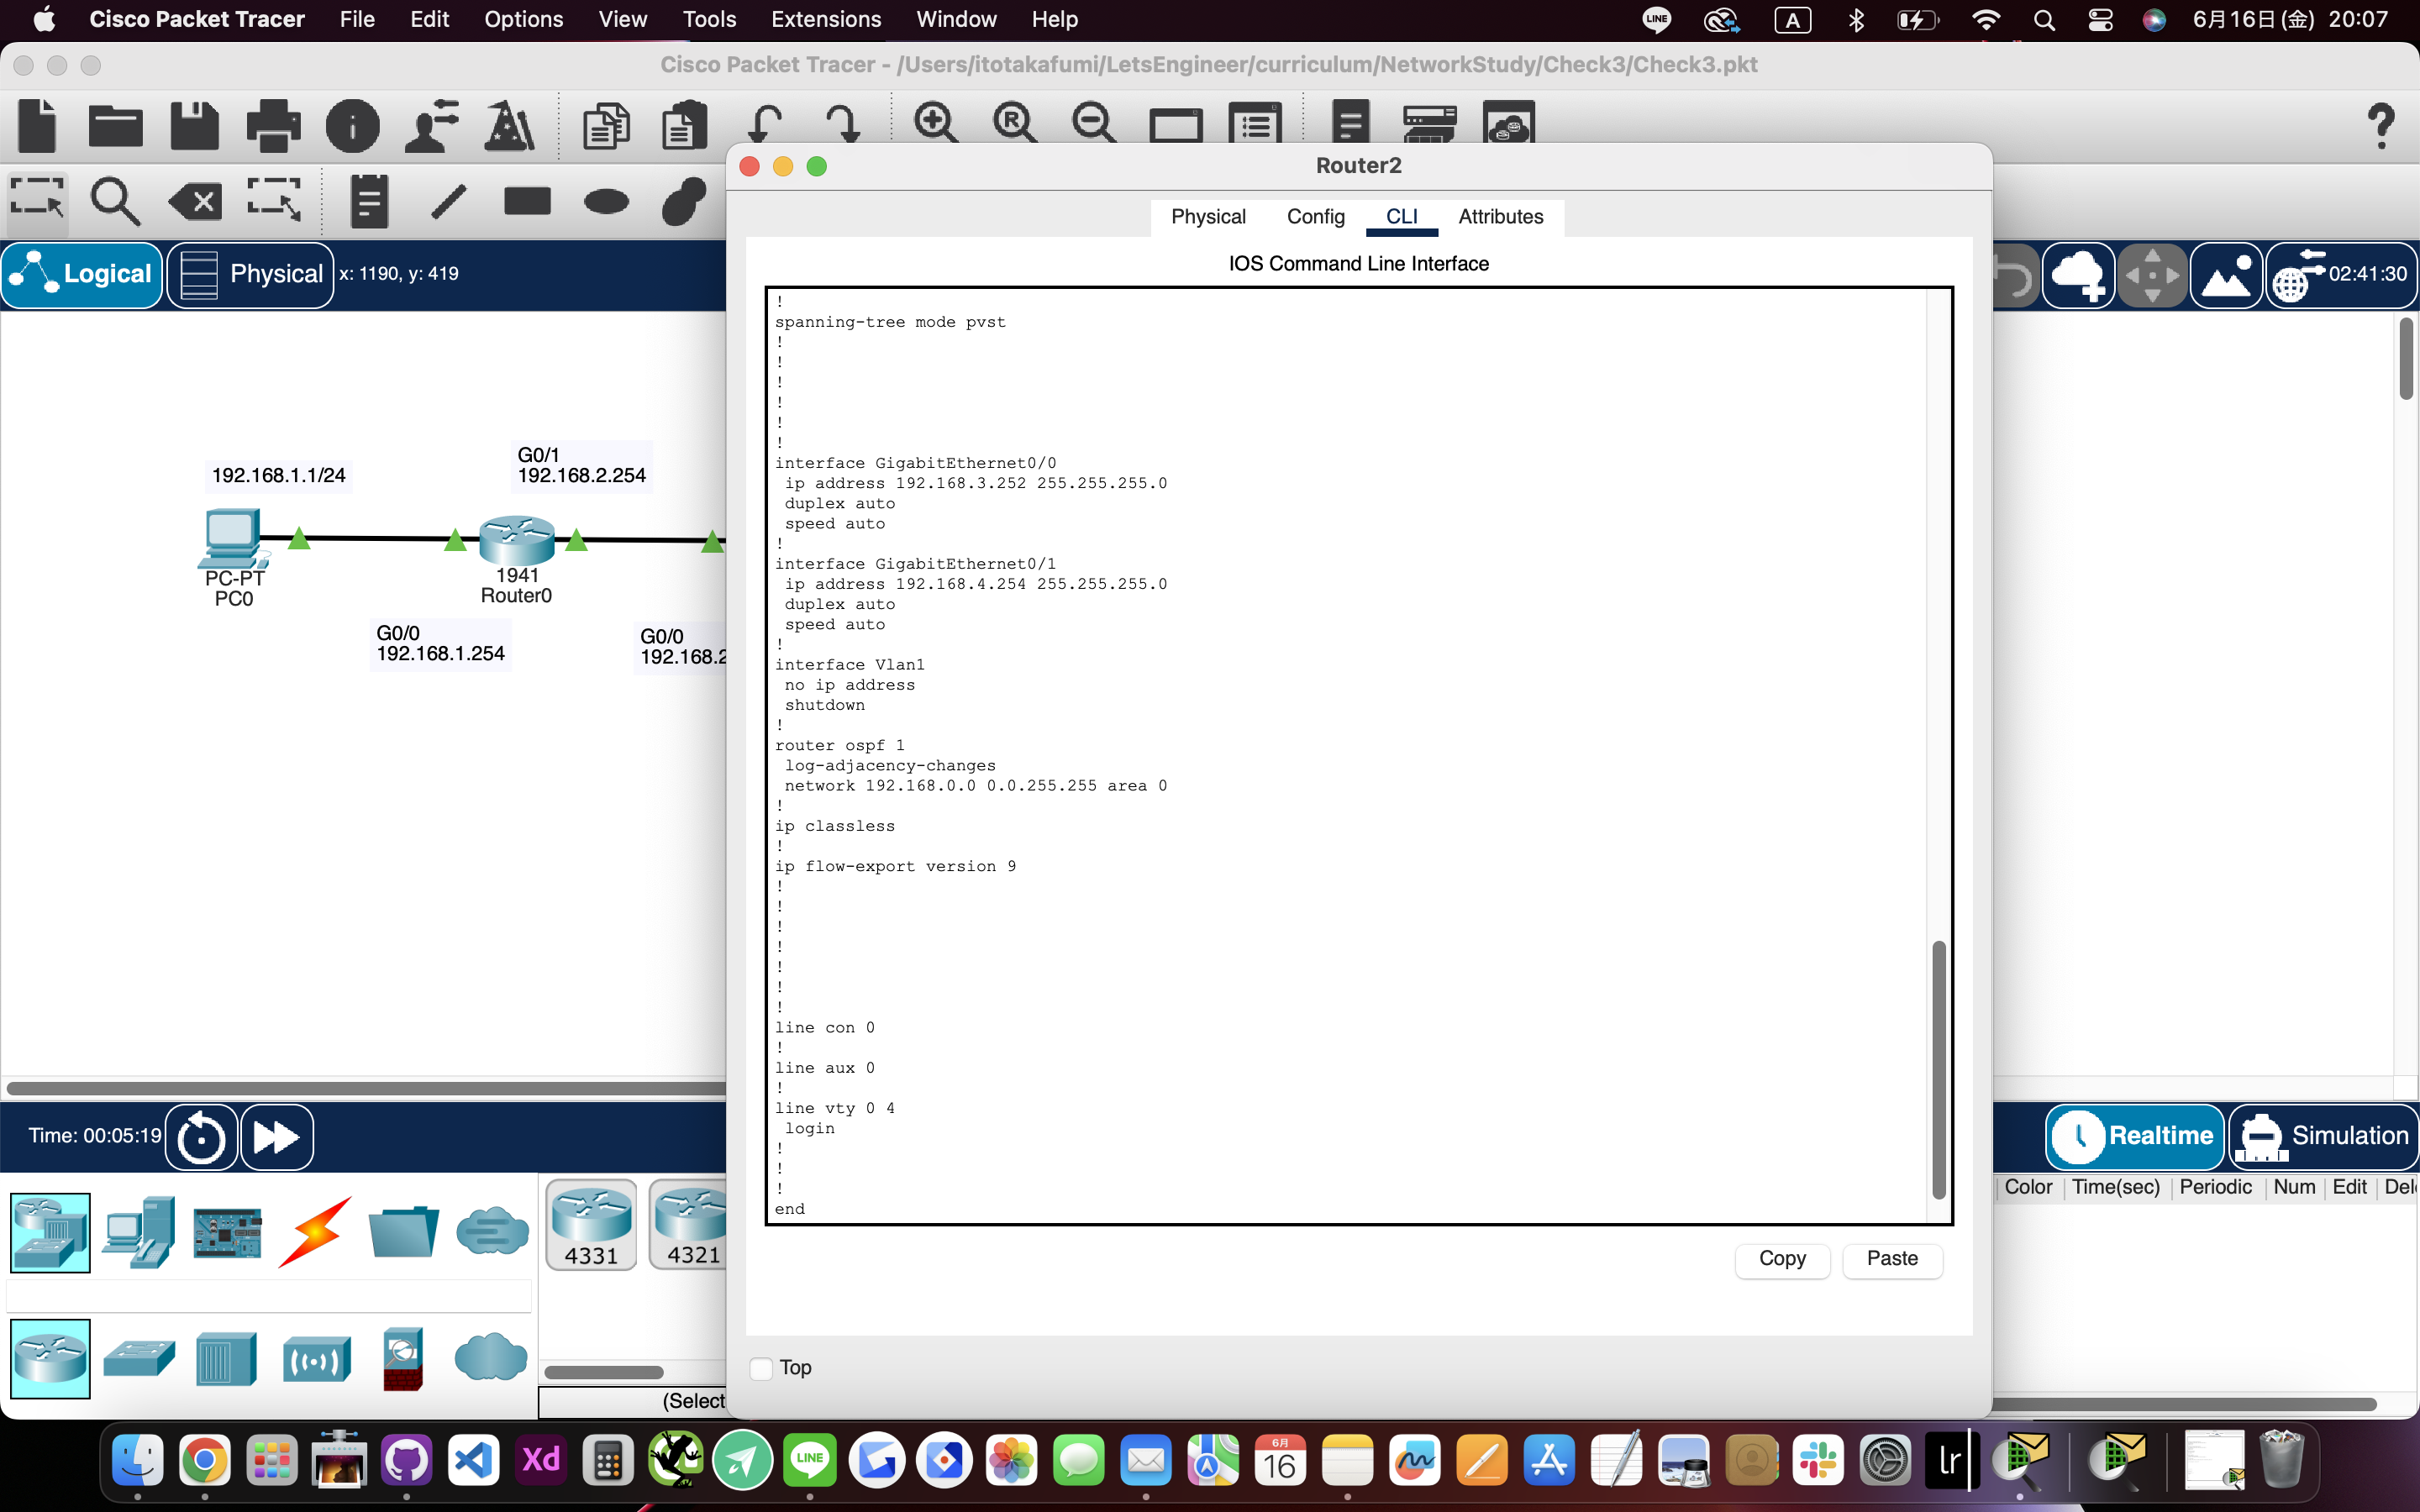 Cisco Packet Tracer File Edit Options View Tools Extensions Window Help LINE A 6月16日(金) 20:07
Cisco Packet Tracer - /Users/itotakafumi/LetsEngineer/curriculum/NetworkStudy/Check3/Check3.pkt
Router2
Physical Config CLI Attributes
IOS Command Line Interface
Logical Physical x: 1190, y: 419 02:41:30
192.168.1.1/24
G0/1
192.168.2.254
PC-PT
PC0
1941
Router0
G0/0
192.168.1.254
G0/0
192.168.2
!
spanning-tree mode pvst
!
!
!
!
!
!
interface GigabitEthernet0/0
ip address 192.168.3.252 255.255.255.0
duplex auto
speed auto
!
interface GigabitEthernet0/1
ip address 192.168.4.254 255.255.255.0
duplex auto
speed auto
!
interface Vlan1
no ip address
shutdown
!
router ospf 1
log-adjacency-changes
network 192.168.0.0 0.0.255.255 area 0
!
ip classless
!
ip flow-export version 9
!
!
!
!
!
!
!
line con 0
!
line aux 0
!
line vty 0 4
login
!
!
!
end
Copy Paste
Top
Time: 00:05:19
Realtime Simulation
Color Time(sec) Periodic Num Edit Del
4331 4321
(Select
Xd LINE 6月 16 lr